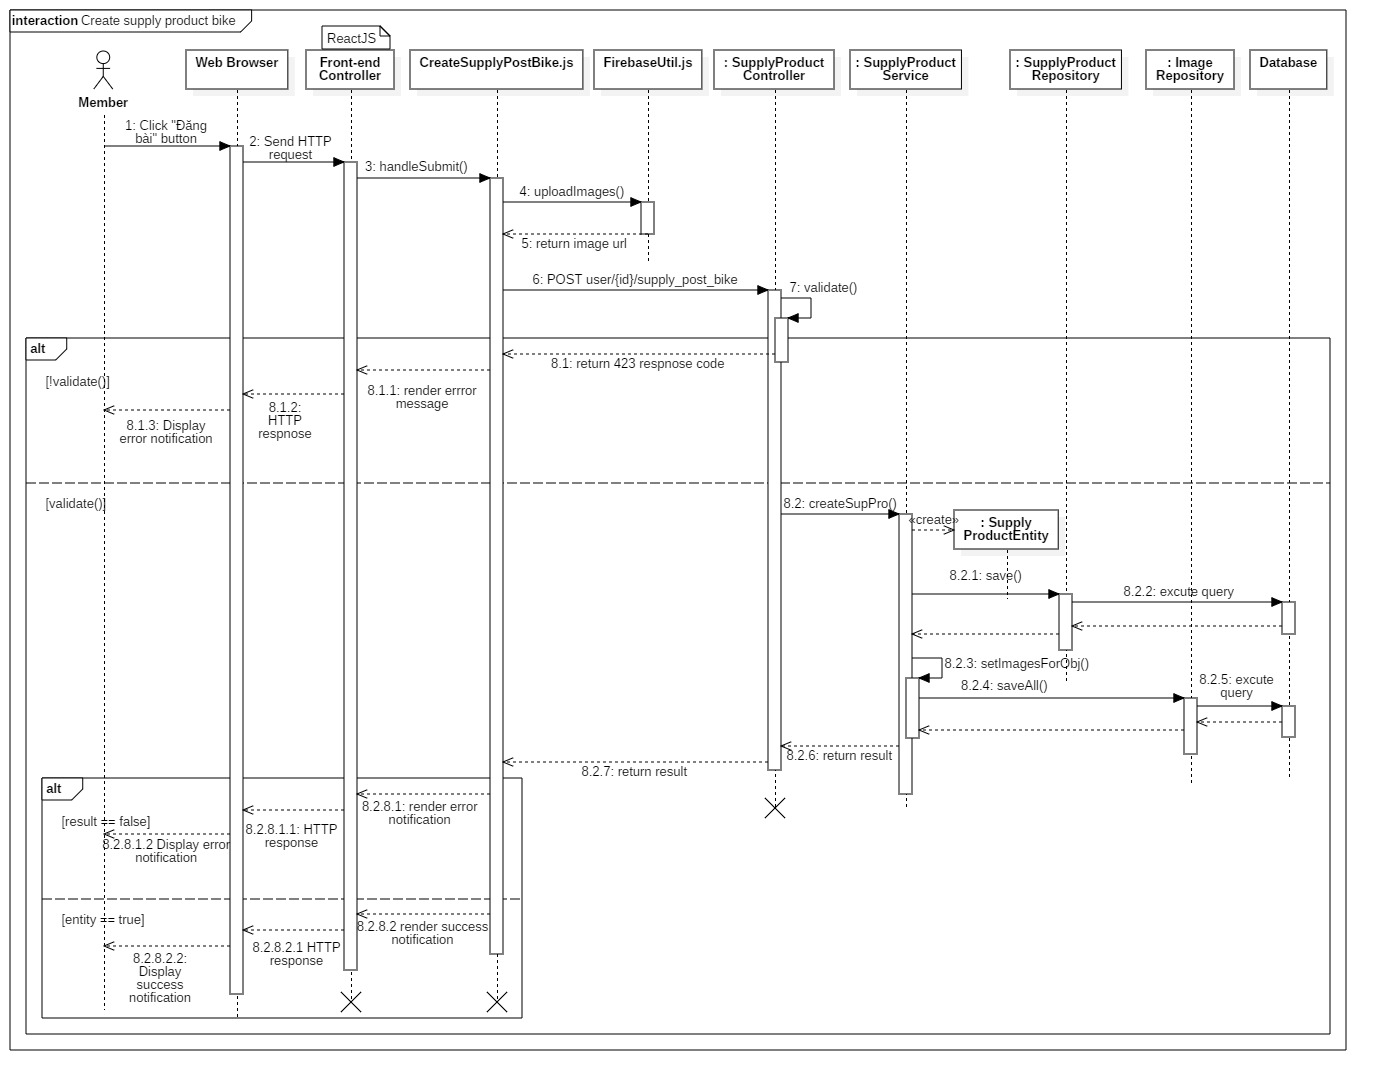 interaction Create supply product bike
ReactJS
Member
Web Browser
Front-end
Controller
CreateSupplyPostBike.js
FirebaseUtil.js
: SupplyProduct
Controller
: SupplyProduct
Service
: SupplyProduct
Repository
: Image
Repository
Database
1: Click "Đăng
bài" button
2: Send HTTP
request
3: handleSubmit()
4: uploadImages()
5: return image url
6: POST user/{id}/supply_post_bike
7: validate()
alt
[!validate()]
8.1: return 423 respnose code
8.1.1: render errror
message
8.1.2:
HTTP
respnose
8.1.3: Display
error notification
[validate()]
8.2: createSupPro()
«create»
: Supply
ProductEntity
8.2.1: save()
8.2.2: excute query
8.2.3: setImagesForObj()
8.2.4: saveAll()
8.2.5: excute
query
8.2.6: return result
8.2.7: return result
alt
[result == false]
8.2.8.1: render error
notification
8.2.8.1.1: HTTP
response
8.2.8.1.2 Display error
notification
[entity == true]
8.2.8.2 render success
notification
8.2.8.2.1 HTTP
response
8.2.8.2.2:
Display
success
notification